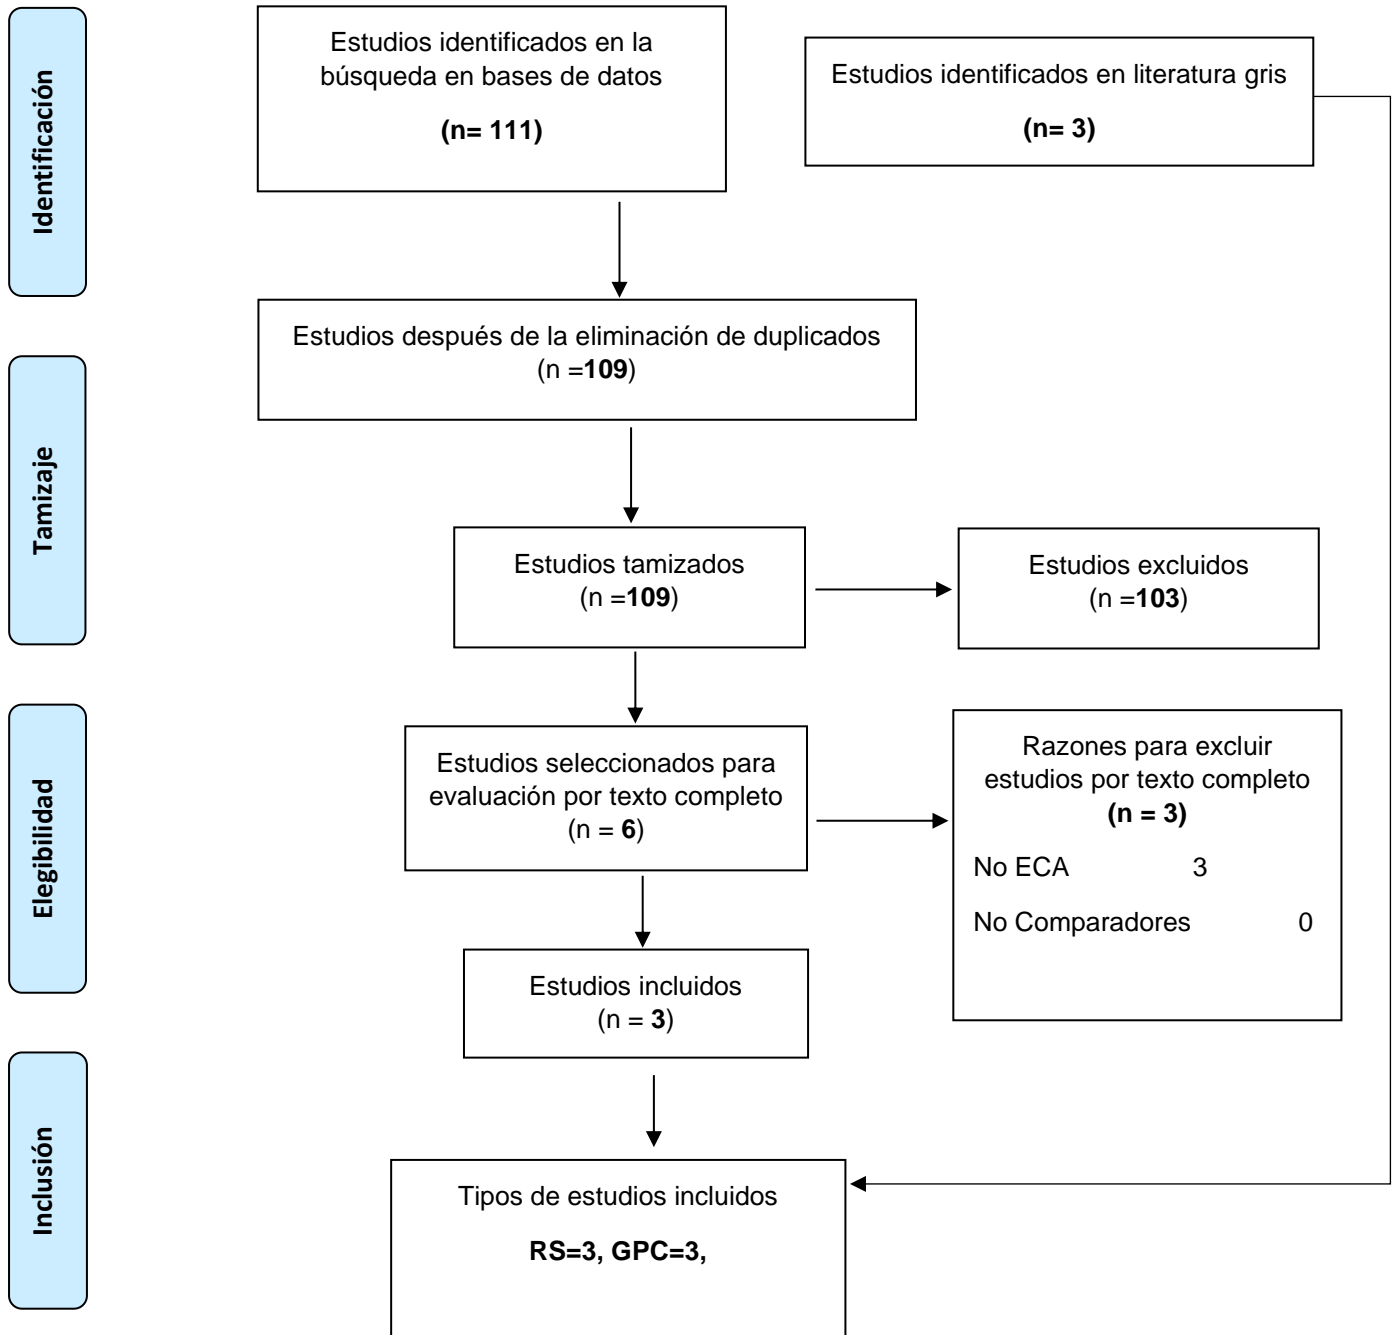 Identificación
Estudios identificados en la
búsqueda en bases de datos
(n= 111)
Estudios identificados en literatura gris
(n= 3)
Estudios después de la eliminación de duplicados
(n =109)
Tamizaje
Estudios tamizados
(n =109)
Estudios excluidos
(n =103)
Elegibilidad
Estudios seleccionados para
evaluación por texto completo
(n = 6)
Razones para excluir
estudios por texto completo
(n = 3)
No ECA 3
No Comparadores 0
Estudios incluidos
(n = 3)
Inclusión
Tipos de estudios incluidos
RS=3, GPC=3,